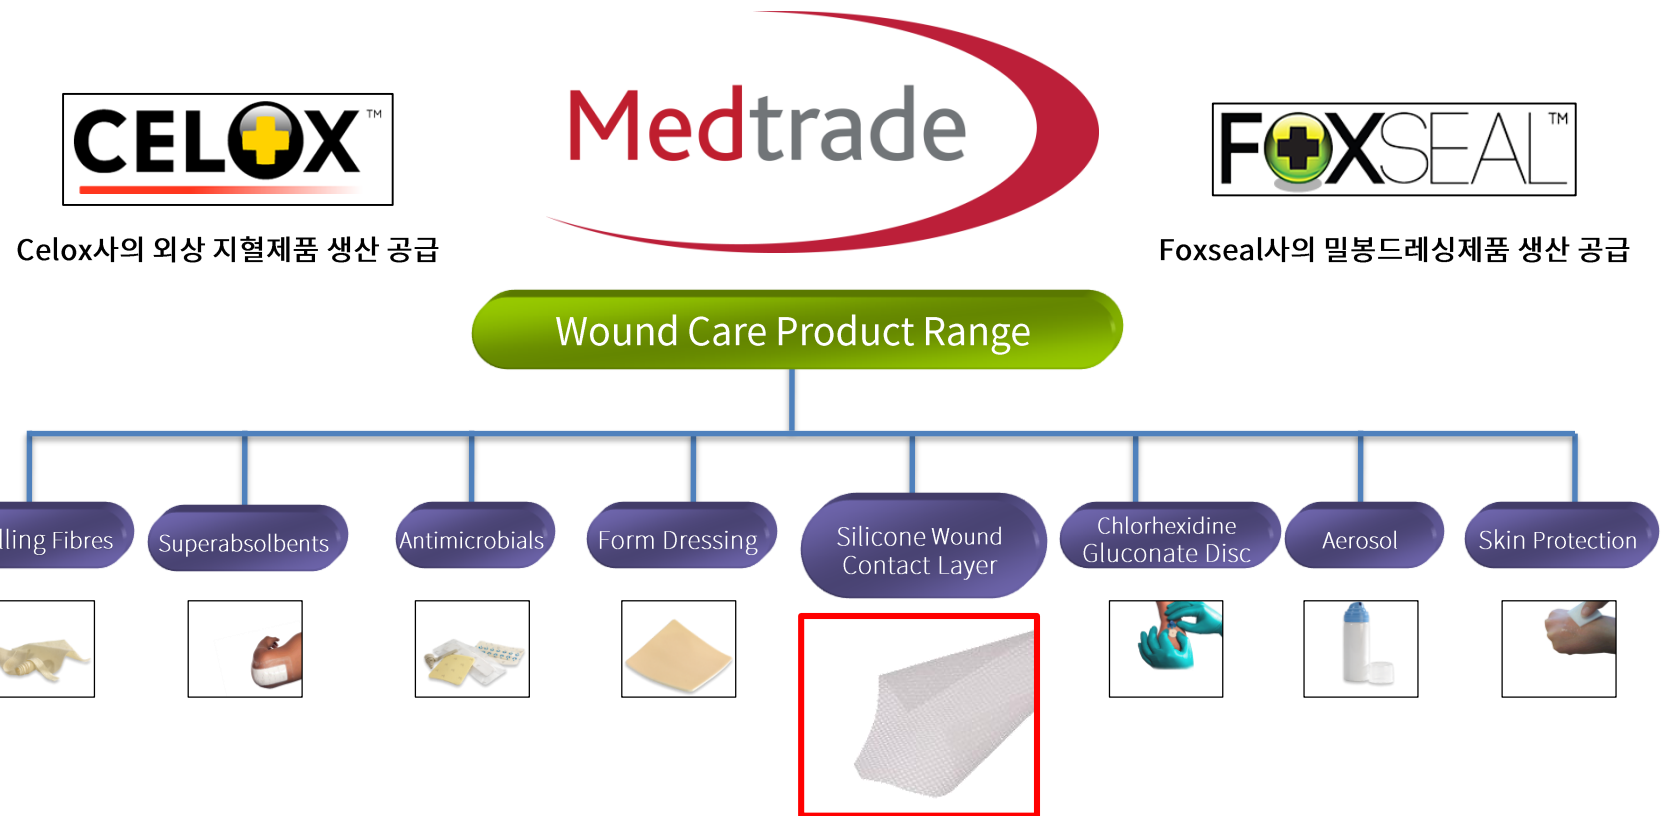 CELOX™
Medtrade
FOXSEAL™
Celox사의 외상 지혈제품 생산 공급
Foxseal사의 밀봉드레싱제품 생산 공급
Wound Care Product Range
lling Fibres
Superabsolbents
Antimicrobials
Form Dressing
Silicone Wound
Contact Layer
Chlorhexidine
Gluconate Disc
Aerosol
Skin Protection